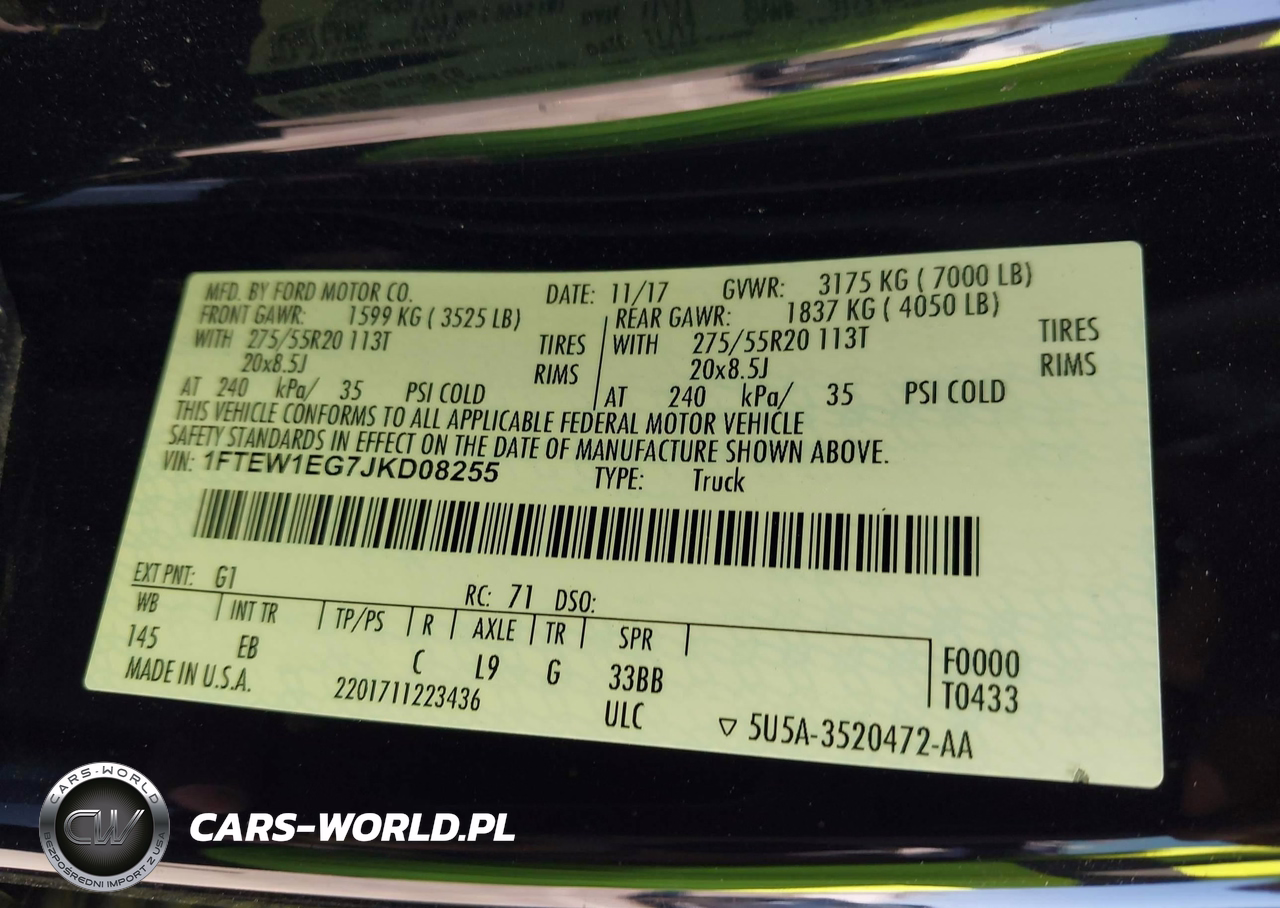 MFD. BY FORD MOTOR CO. DATE: 11/17 GVWR: 3175 KG ( 7000 LB)
FRONT GAWR: 1599 KG ( 3525 LB) REAR GAWR: 1837 KG ( 4050 LB)
WITH 275/55R20 113T TIRES WITH 275/55R20 113T TIRES
20x8.5J RIMS 20x8.5J RIMS
AT 240 kPa/ 35 PSI COLD AT 240 kPa/ 35 PSI COLD
THIS VEHICLE CONFORMS TO ALL APPLICABLE FEDERAL MOTOR VEHICLE
SAFETY STANDARDS IN EFFECT ON THE DATE OF MANUFACTURE SHOWN ABOVE.
VIN: 1FTEW1EG7JKD08255 TYPE: Truck
EXT PNT: G1 RC: 71 DSO:
WB INT TR TP/PS R AXLE TR SPR
145 EB C L9 G 33BB F0000
T0433
MADE IN U.S.A. 2201711223436 ULC ▽ 5U5A-3520472-AA
CARS-WORLD
CW
BEZPOŚREDNI IMPORT Z USA
CARS-WORLD.PL